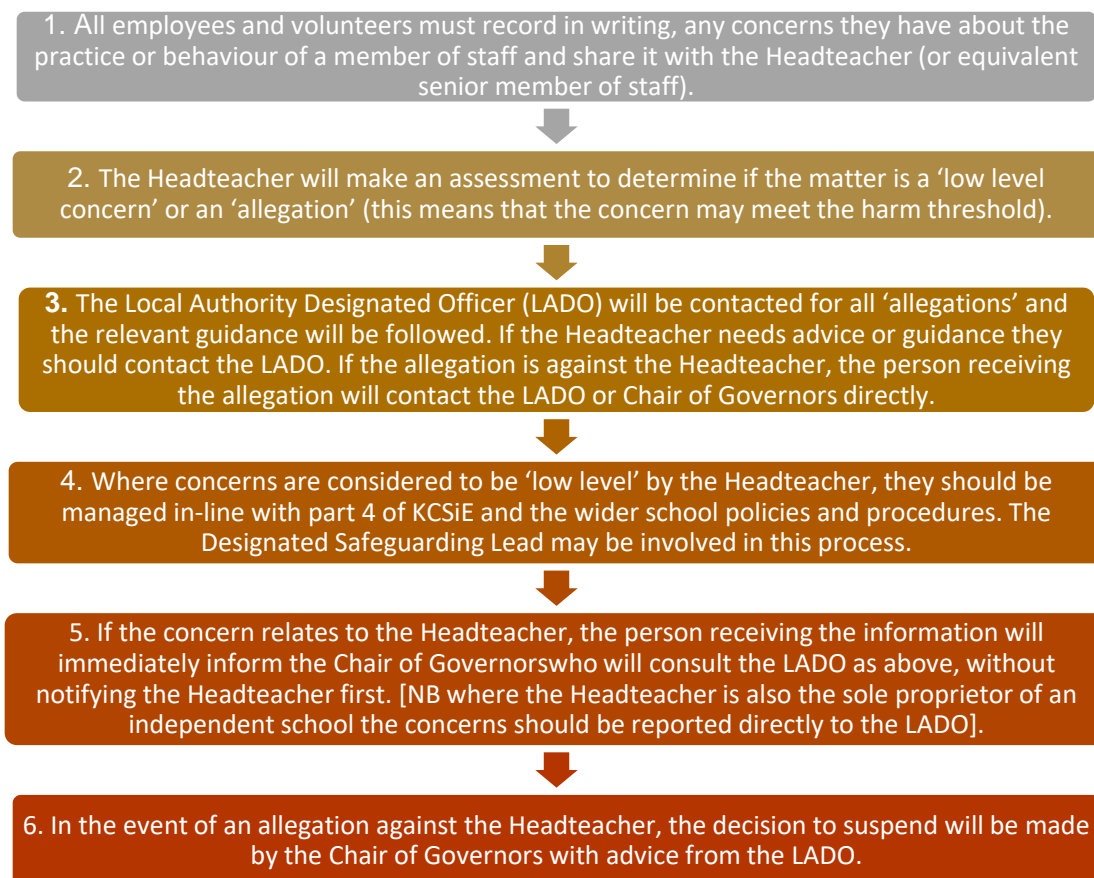 1. All employees and volunteers must record in writing, any concerns they have about the
practice or behaviour of a member of staff and share it with the Headteacher (or equivalent
senior member of staff).
2. The Headteacher will make an assessment to determine if the matter is a ‘low level
concern’ or an ‘allegation’ (this means that the concern may meet the harm threshold).
3. The Local Authority Designated Officer (LADO) will be contacted for all ‘allegations’ and
the relevant guidance will be followed. If the Headteacher needs advice or guidance they
should contact the LADO. If the allegation is against the Headteacher, the person receiving
the allegation will contact the LADO or Chair of Governors directly.
4. Where concerns are considered to be ‘low level’ by the Headteacher, they should be
managed in-line with part 4 of KCSiE and the wider school policies and procedures. The
Designated Safeguarding Lead may be involved in this process.
5. If the concern relates to the Headteacher, the person receiving the information will
immediately inform the Chair of Governorswho will consult the LADO as above, without
notifying the Headteacher first. [NB where the Headteacher is also the sole proprietor of an
independent school the concerns should be reported directly to the LADO].
6. In the event of an allegation against the Headteacher, the decision to suspend will be made
by the Chair of Governors with advice from the LADO.